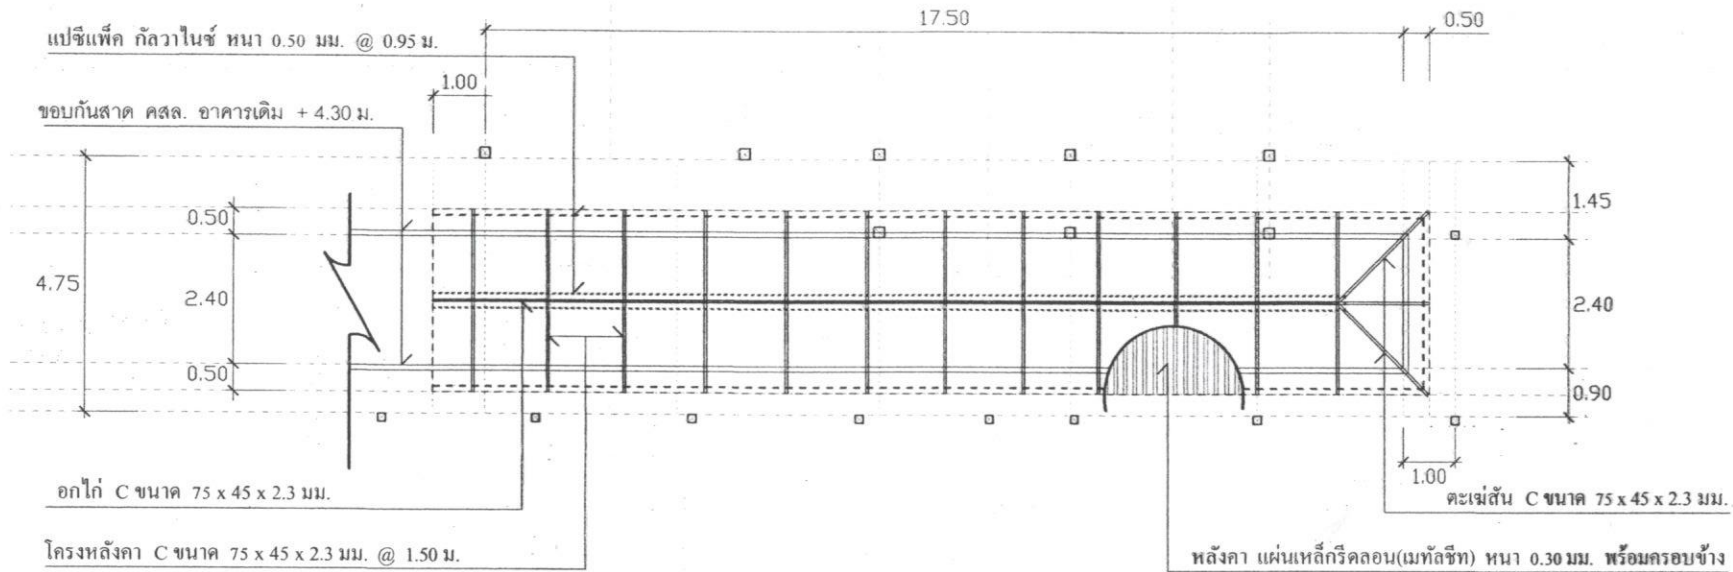 17.50
0.50
แปซีแพ็ค กัลวาไนซ์ หนา 0.50 มม. @ 0.95 ม.
1.00
ขอบกันสาด คสล. อาคารเดิม + 4.30 ม.
0.50
1.45
4.75
2.40
2.40
0.50
0.90
1.00
อกไก่ C ขนาด 75 x 45 x 2.3 มม.
ตะเฆ่สัน C ขนาด 75 x 45 x 2.3 มม.
โครงหลังคา C ขนาด 75 x 45 x 2.3 มม. @ 1.50 ม.
หลังคา แผ่นเหล็กรีดลอน(เมทัลชีท) หนา 0.30 มม. พร้อมครอบข้าง